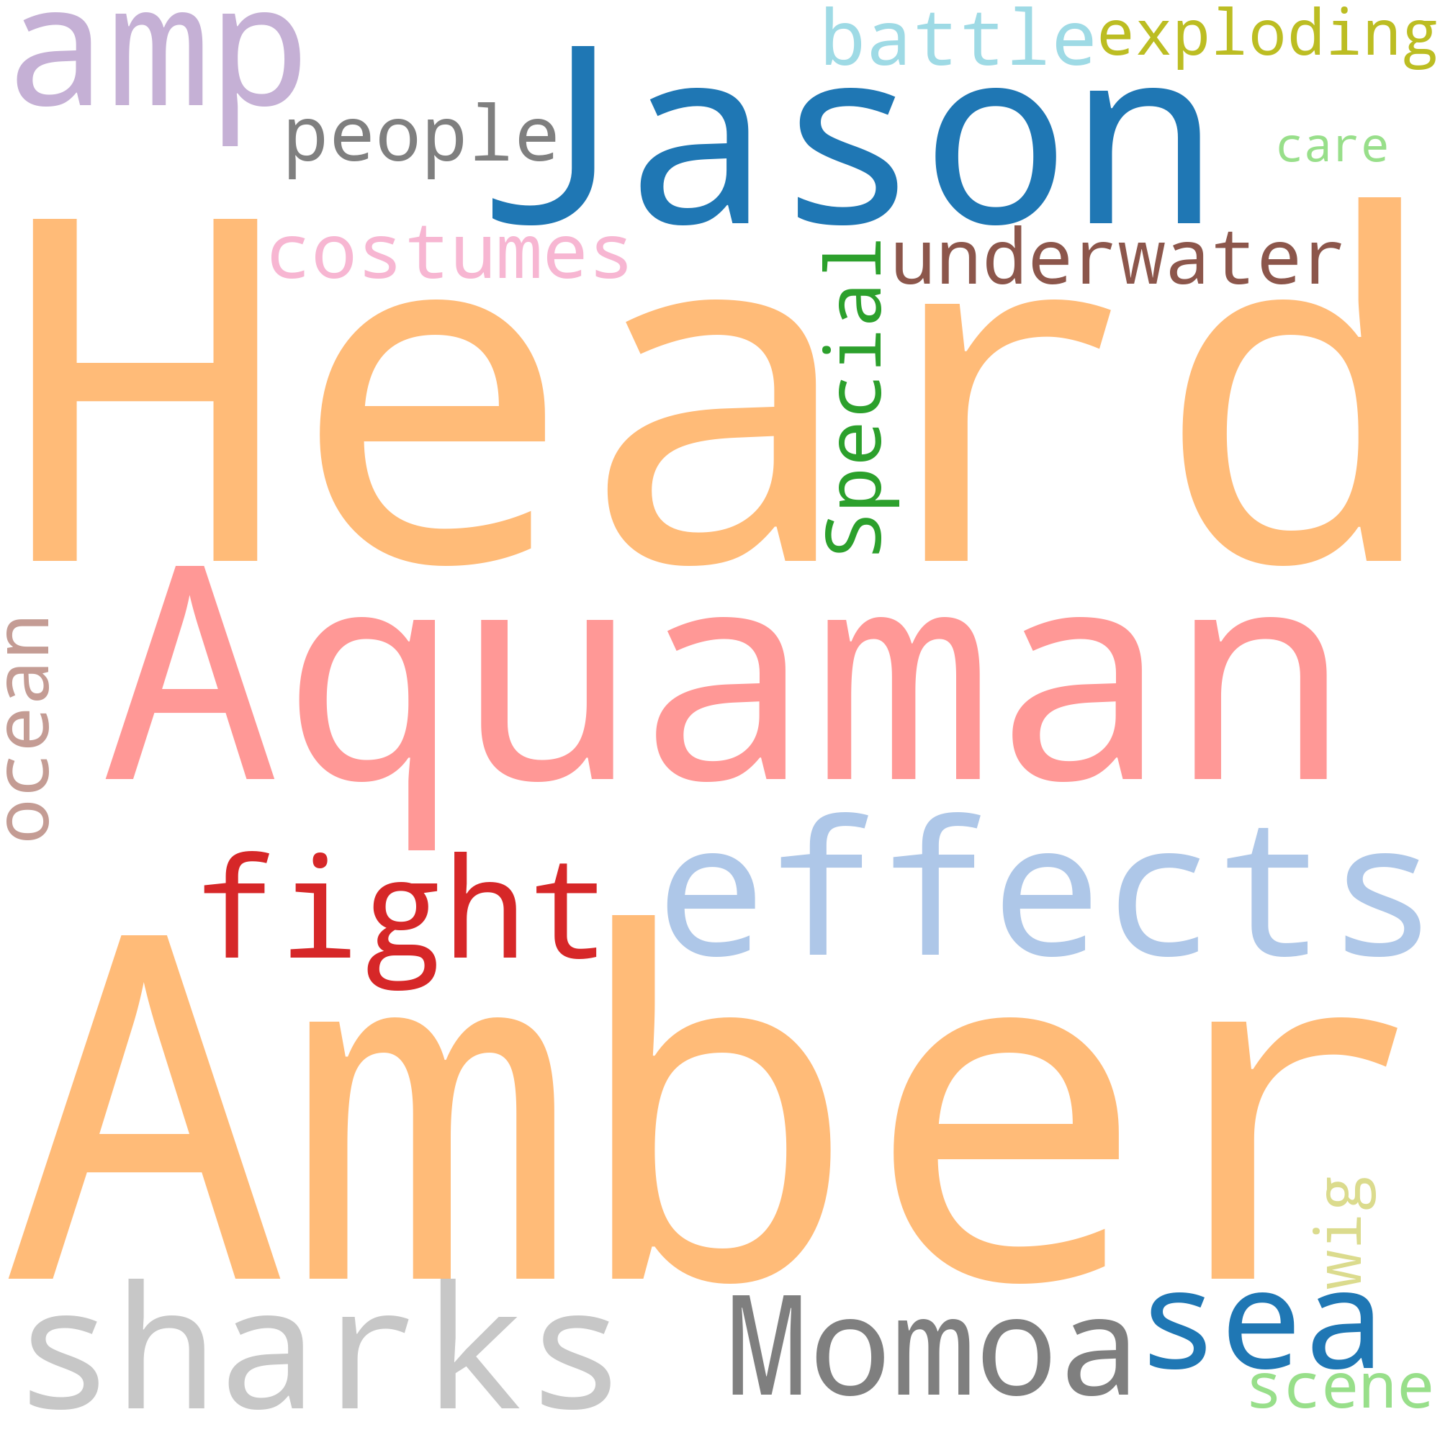 amp
battle
exploding
people
Jason
care
costumes
Special
underwater
Heard
ocean
Aquaman
fight
effects
Amber
wig
sharks
Momoa
sea
scene